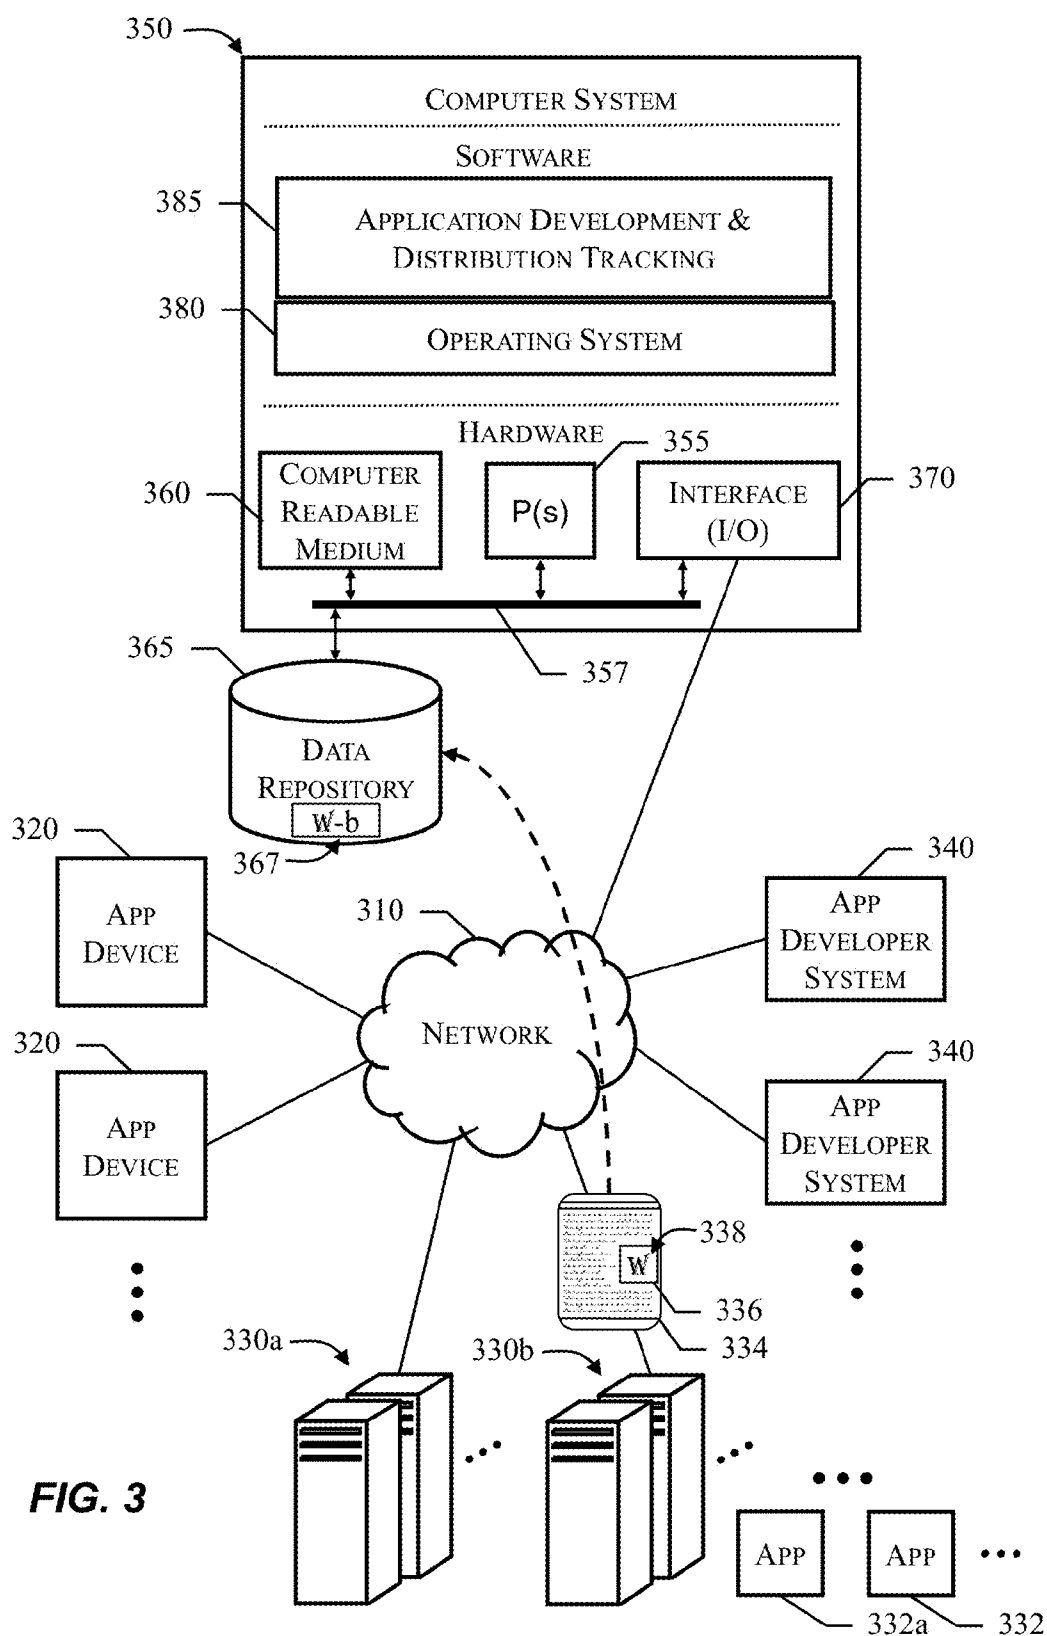 350
COMPUTER SYSTEM
SOFTWARE
385
APPLICATION DEVELOPMENT &
DISTRIBUTION TRACKING
380
OPERATING SYSTEM
HARDWARE
355
360
COMPUTER
READABLE
MEDIUM
P(s)
INTERFACE
(I/O)
370
365
357
DATA
REPOSITORY
W-b
367
320
APP
DEVICE
310
NETWORK
340
APP
DEVELOPER
SYSTEM
320
APP
DEVICE
340
APP
DEVELOPER
SYSTEM
338
W
336
334
330a
330b
FIG. 3
APP
APP
332a
332